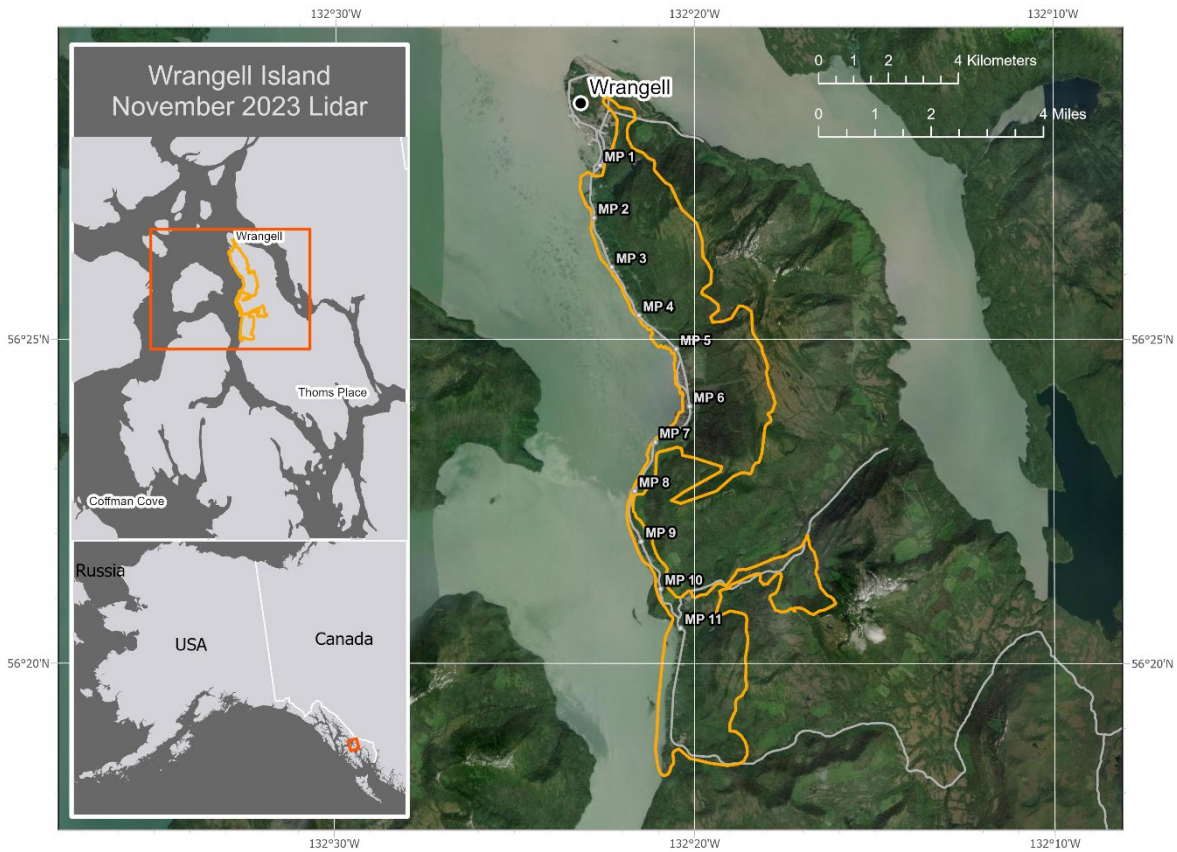 132°30'W
132°20'W
132°10'W
Wrangell Island
November 2023 Lidar
0 1 2 4 Kilometers
0 1 2 4 Miles
Wrangell
MP 1
MP 2
MP 3
MP 4
MP 5
MP 6
MP 7
MP 8
MP 9
MP 10
MP 11
Wrangell
Thoms Place
Coffman Cove
Russia
USA
Canada
56°25'N
56°25'N
56°20'N
56°20'N
132°30'W
132°20'W
132°10'W